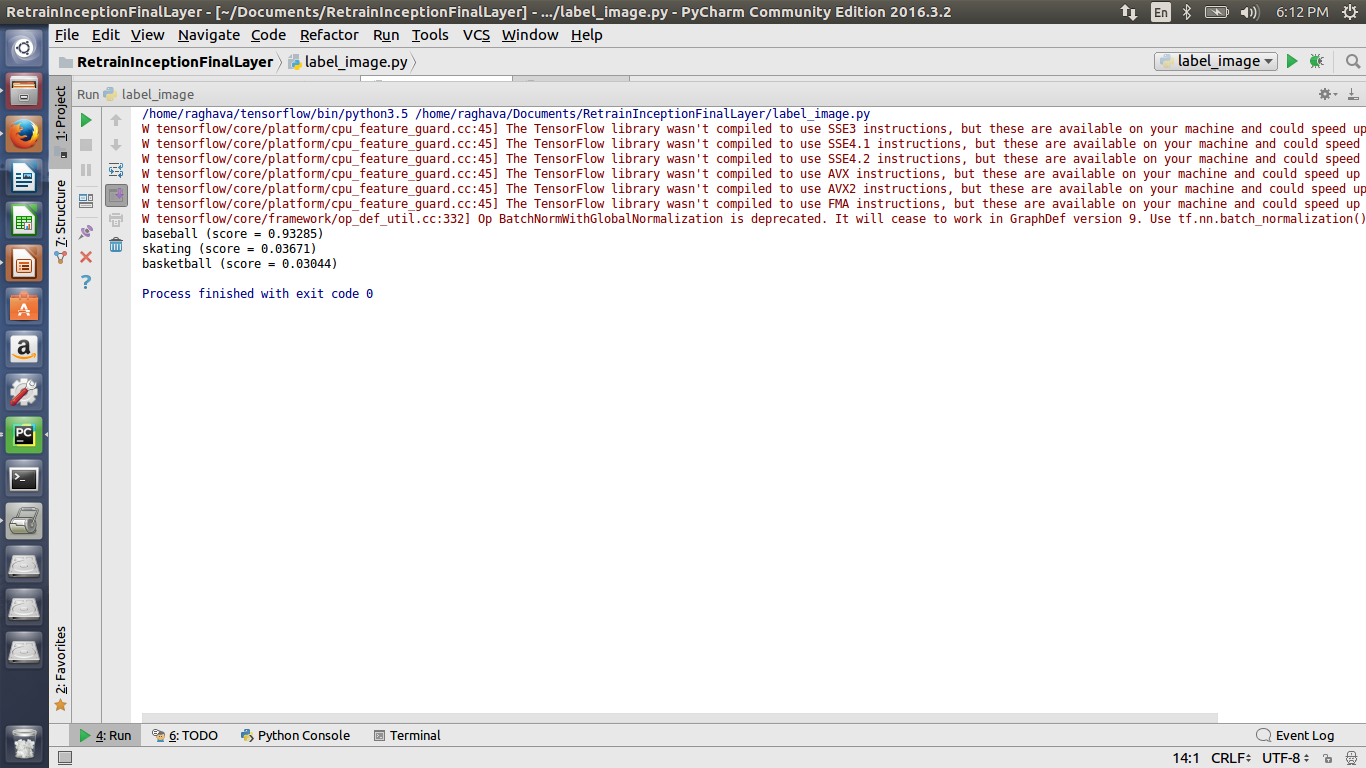 RetrainInceptionFinalLayer - [~/Documents/RetrainInceptionFinalLayer] - .../label_image.py - PyCharm Community Edition 2016.3.2
En
6:12 PM
File Edit View Navigate Code Refactor Run Tools VCS Window Help
RetrainInceptionFinalLayer label_image.py
label_image
Run label_image
1: Project
7: Structure
2: Favorites
/home/raghava/tensorflow/bin/python3.5 /home/raghava/Documents/RetrainInceptionFinalLayer/label_image.py
W tensorflow/core/platform/cpu_feature_guard.cc:45] The TensorFlow library wasn't compiled to use SSE3 instructions, but these are available on your machine and could speed up
W tensorflow/core/platform/cpu_feature_guard.cc:45] The TensorFlow library wasn't compiled to use SSE4.1 instructions, but these are available on your machine and could speed
W tensorflow/core/platform/cpu_feature_guard.cc:45] The TensorFlow library wasn't compiled to use SSE4.2 instructions, but these are available on your machine and could speed
W tensorflow/core/platform/cpu_feature_guard.cc:45] The TensorFlow library wasn't compiled to use AVX instructions, but these are available on your machine and could speed up
W tensorflow/core/platform/cpu_feature_guard.cc:45] The TensorFlow library wasn't compiled to use AVX2 instructions, but these are available on your machine and could speed up
W tensorflow/core/platform/cpu_feature_guard.cc:45] The TensorFlow library wasn't compiled to use FMA instructions, but these are available on your machine and could speed up
W tensorflow/core/framework/op_def_util.cc:332] Op BatchNormWithGlobalNormalization is deprecated. It will cease to work in GraphDef version 9. Use tf.nn.batch_normalization()
baseball (score = 0.93285)
skating (score = 0.03671)
basketball (score = 0.03044)
Process finished with exit code 0
a
PC
4: Run 6: TODO Python Console Terminal Event Log
14:1 CRLF UTF-8